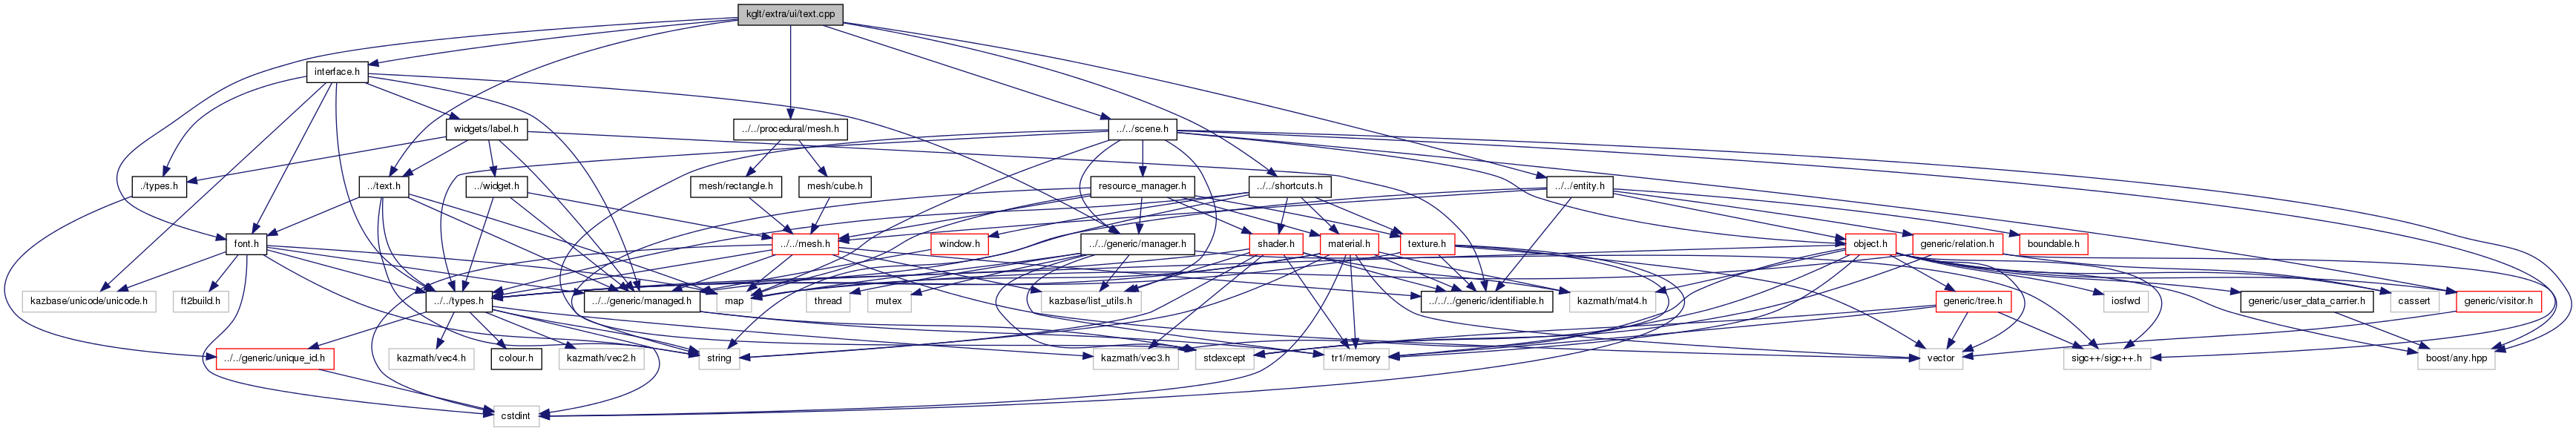 kglt/extra/ui/text.cpp
interface.h
widgets/label.h
../../procedural/mesh.h
../../scene.h
./types.h
../text.h
../widget.h
mesh/rectangle.h
mesh/cube.h
resource_manager.h
../../shortcuts.h
../../entity.h
font.h
../../mesh.h
window.h
../../generic/manager.h
shader.h
material.h
texture.h
object.h
generic/relation.h
boundable.h
kazbase/unicode/unicode.h
ft2build.h
../../types.h
../../generic/managed.h
map
thread
mutex
kazbase/list_utils.h
../../../generic/identifiable.h
kazmath/mat4.h
generic/tree.h
iosfwd
generic/user_data_carrier.h
cassert
generic/visitor.h
../../generic/unique_id.h
kazmath/vec4.h
colour.h
kazmath/vec2.h
string
kazmath/vec3.h
stdexcept
tr1/memory
vector
sigc++/sigc++.h
boost/any.hpp
cstdint